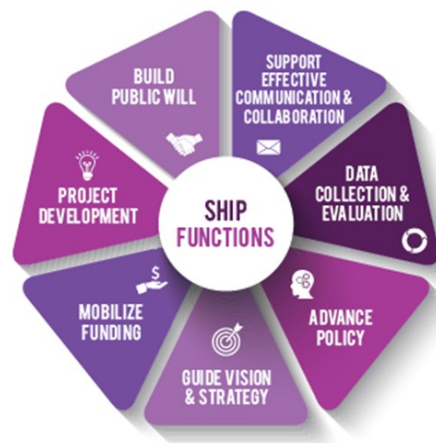 SHIP
FUNCTIONS
BUILD
PUBLIC WILL
SUPPORT
EFFECTIVE
COMMUNICATION &
COLLABORATION
DATA
COLLECTION &
EVALUATION
ADVANCE
POLICY
GUIDE VISION
& STRATEGY
MOBILIZE
FUNDING
PROJECT
DEVELOPMENT
$